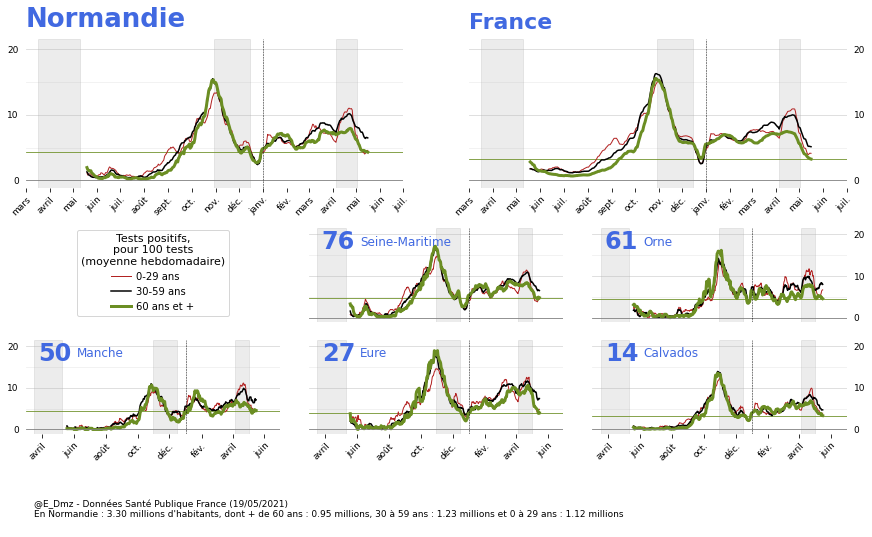 Normandie
France
20
10
0
20
10
0
mars avril mai juin juil. août sept. oct. nov. déc. janv. fév. mars avril mai juin juil.
mars avril mai juin juil. août sept. oct. nov. déc. janv. fév. mars avril mai juin juil.
Tests positifs,
pour 100 tests
(moyenne hebdomadaire)
0-29 ans
30-59 ans
60 ans et +
76 Seine-Maritime
61 Orne
20
10
0
50 Manche
27 Eure
14 Calvados
20
10
0
20
10
0
avril juin août oct. déc. fév. avril juin
avril juin août oct. déc. fév. avril juin
avril juin août oct. déc. fév. avril juin
@E_Dmz - Données Santé Publique France (19/05/2021)
En Normandie : 3.30 millions d'habitants, dont + de 60 ans : 0.95 millions, 30 à 59 ans : 1.23 millions et 0 à 29 ans : 1.12 millions